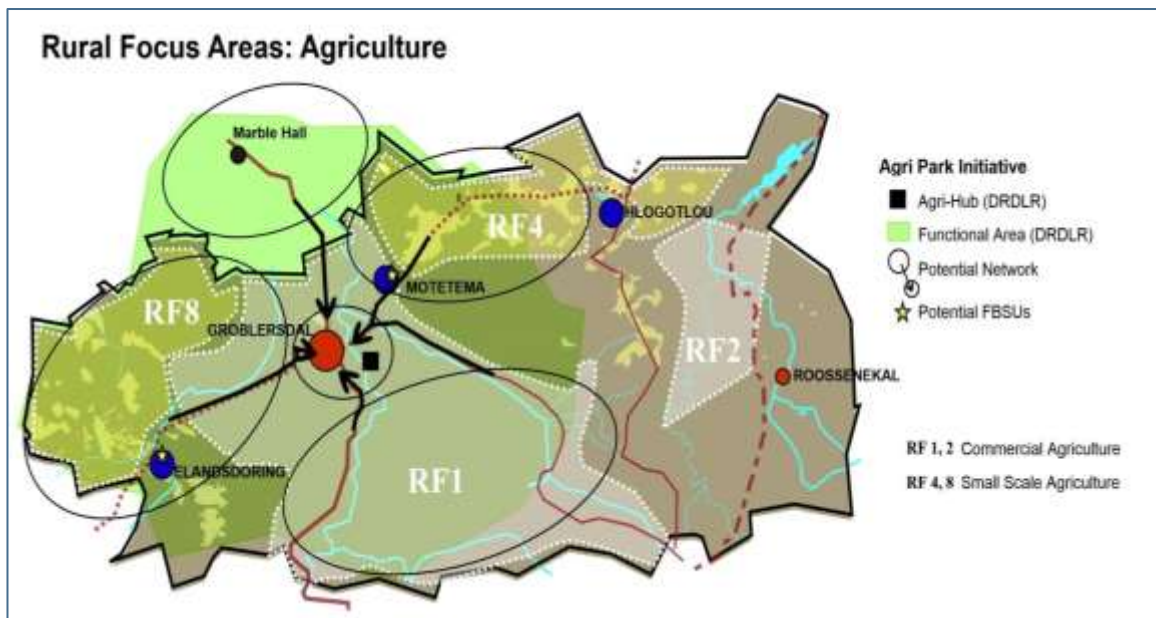 Rural Focus Areas: Agriculture
Marble Hall
Agri Park Initiative
Agri-Hub (DRDLR)
Functional Area (DRDLR)
Potential Network
Potential FBSUs
HLOGOTLOU
RF4
MOTETEMA
RF8
GROBLERSDAL
RF2
ROOSSENEKAL
ELANDSDORING
RF1
RF 1, 2 Commercial Agriculture
RF 4, 8 Small Scale Agriculture